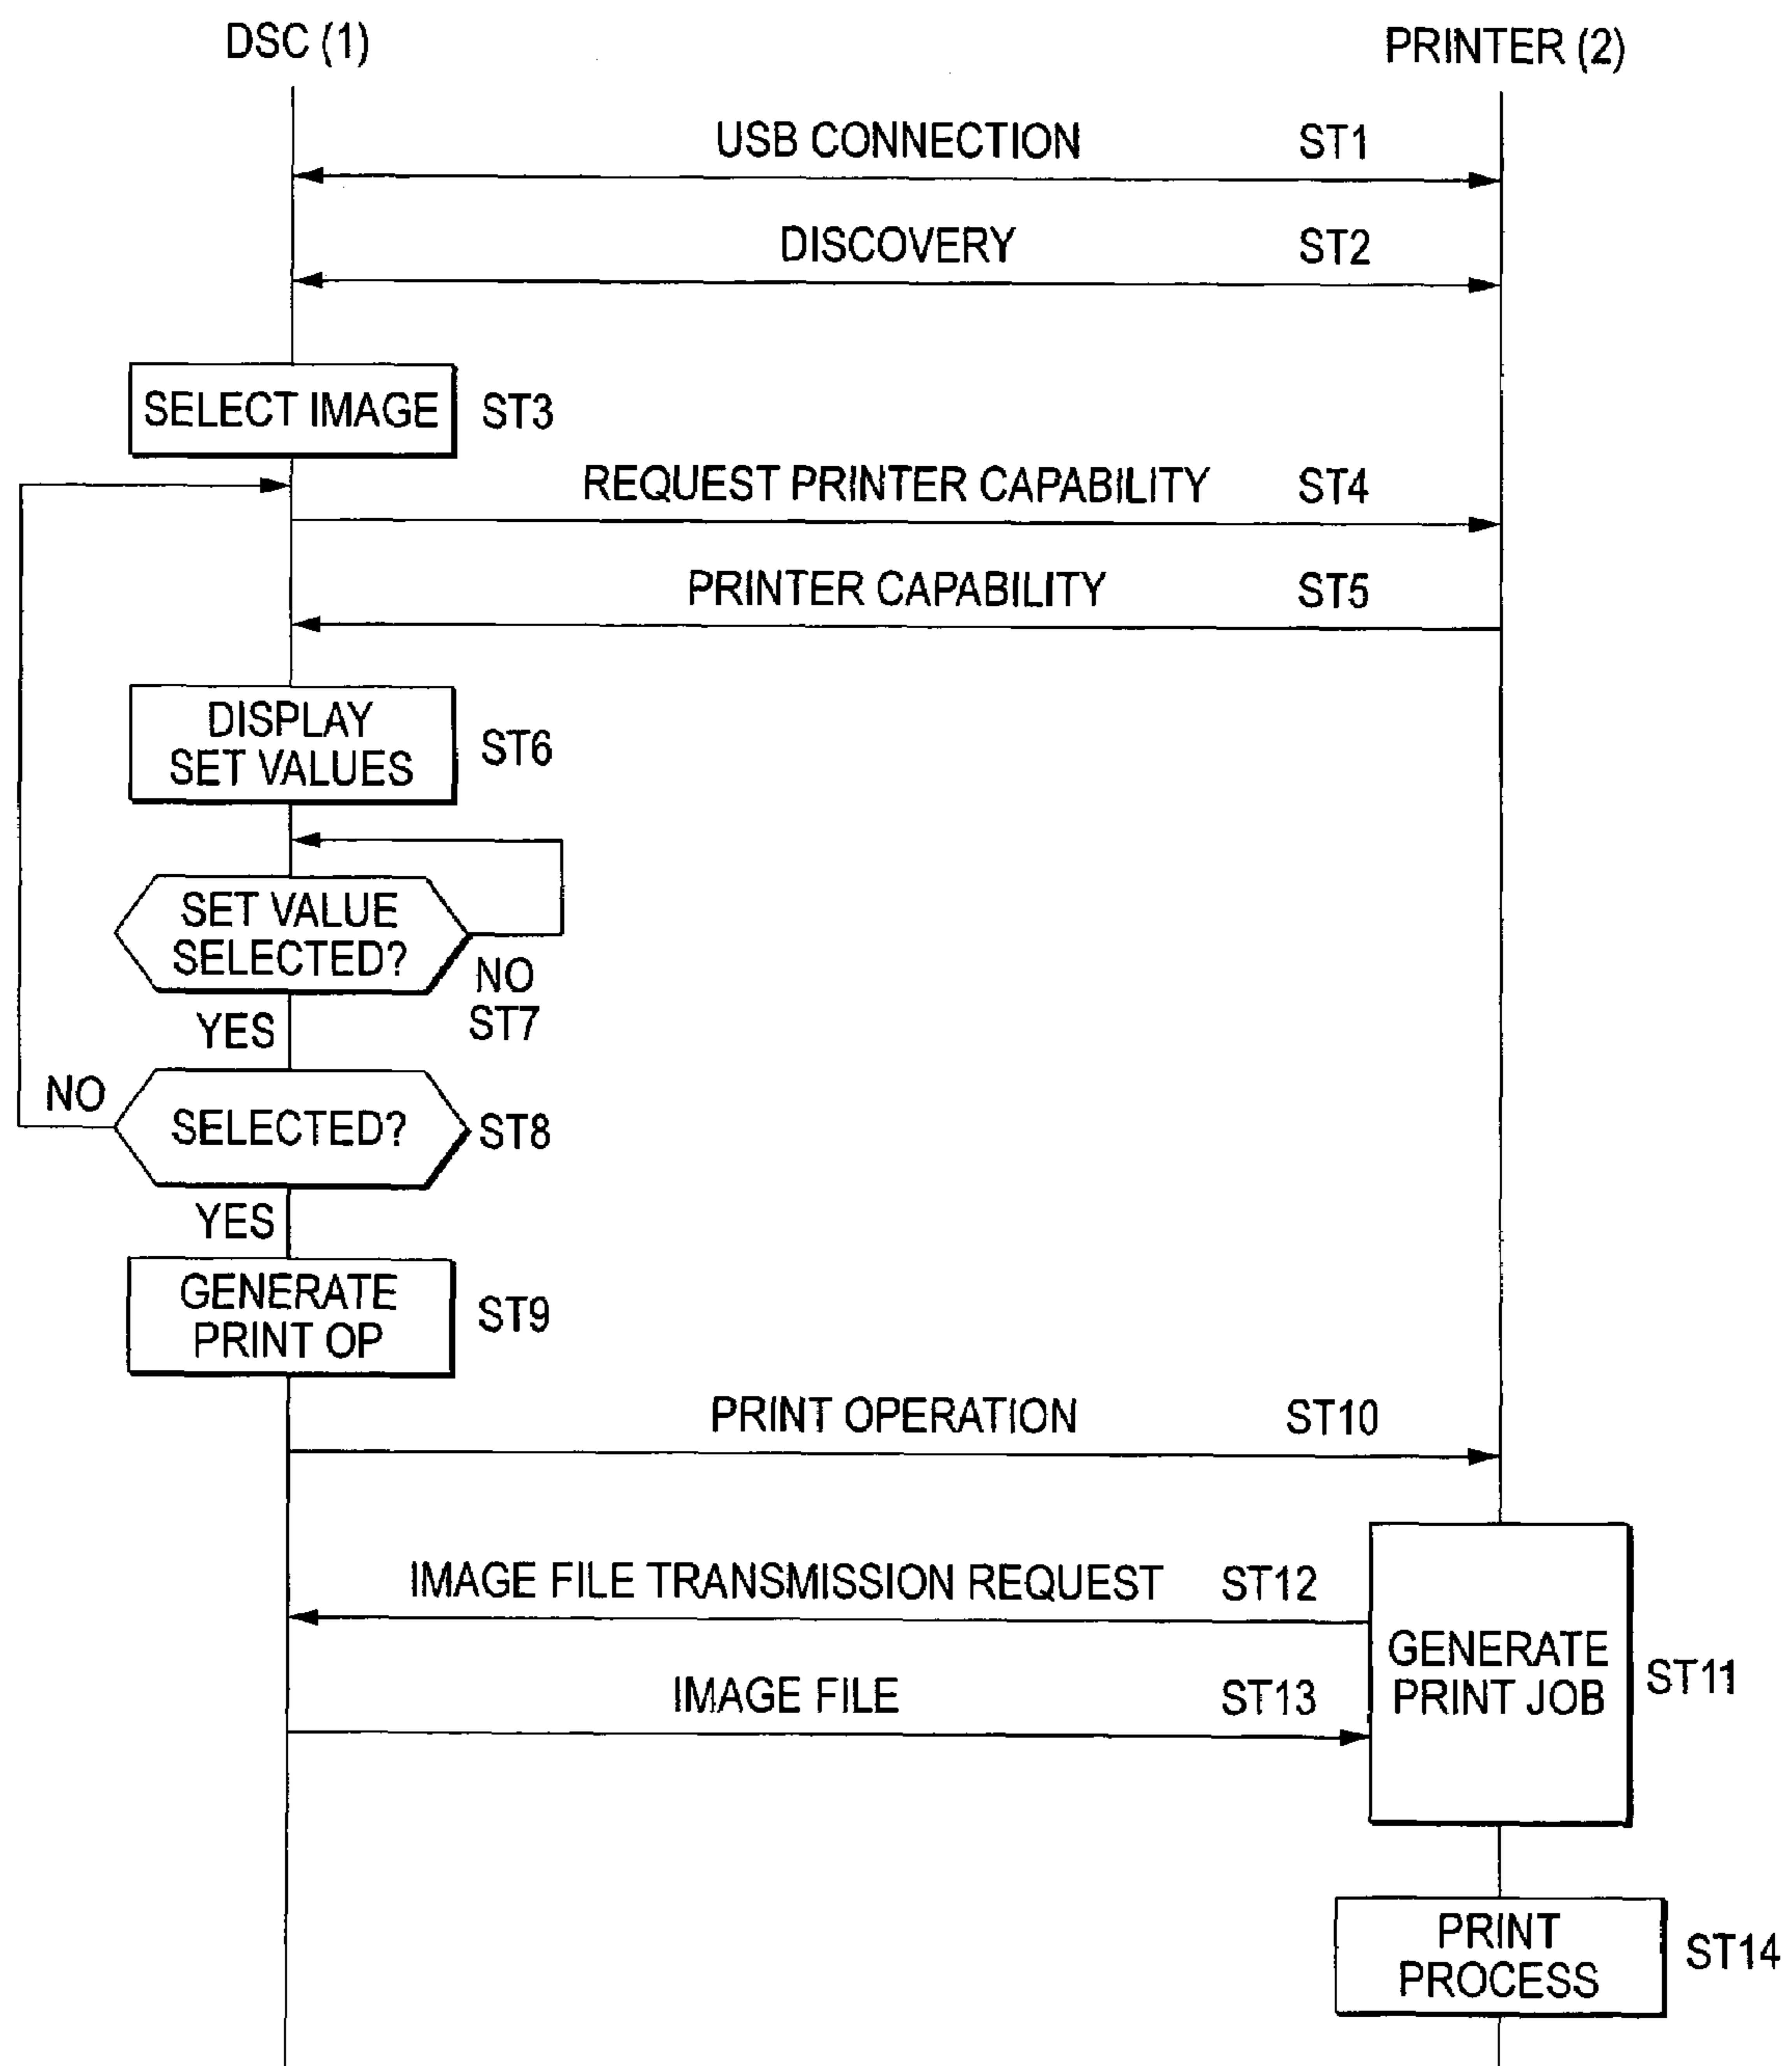 DSC (1)
PRINTER (2)
USB CONNECTION ST1
DISCOVERY ST2
SELECT IMAGE ST3
REQUEST PRINTER CAPABILITY ST4
PRINTER CAPABILITY ST5
DISPLAY
SET VALUES
ST6
SET VALUE
SELECTED?
NO
ST7
YES
NO
SELECTED?
ST8
YES
GENERATE
PRINT OP
ST9
PRINT OPERATION ST10
IMAGE FILE TRANSMISSION REQUEST ST12
GENERATE
PRINT JOB
ST11
IMAGE FILE ST13
PRINT
PROCESS
ST14